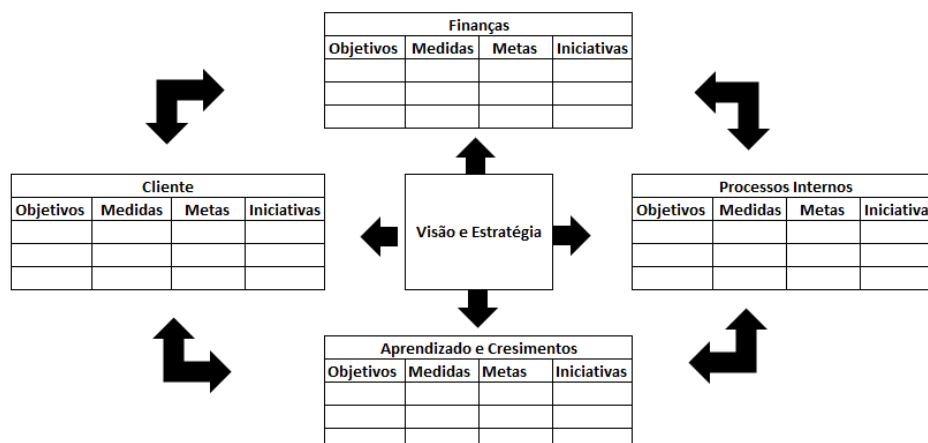 Finanças
Objetivos Medidas Metas Iniciativas
Cliente
Objetivos Medidas Metas Iniciativas
Visão e Estratégia
Processos Internos
Objetivos Medidas Metas Iniciativa
Aprendizado e Cresimentos
Objetivos Medidas Metas Iniciativas